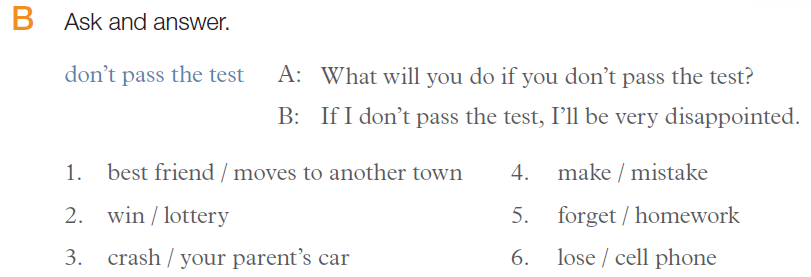 B Ask and answer.
don’t pass the test A: What will you do if you don’t pass the test?
B: If I don’t pass the test, I’ll be very disappointed.
1. best friend / moves to another town
2. win / lottery
3. crash / your parent’s car
4. make / mistake
5. forget / homework
6. lose / cell phone